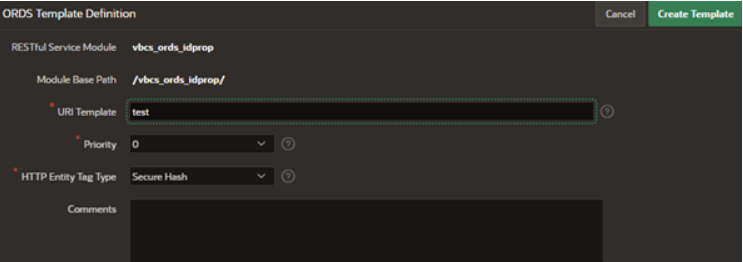 ORDS Template Definition Cancel Create Template
RESTful Service Module vbcs_ords_idprop
Module Base Path /vbcs_ords_idprop/
* URI Template test ?
* Priority 0 ?
* HTTP Entity Tag Type Secure Hash ?
Comments